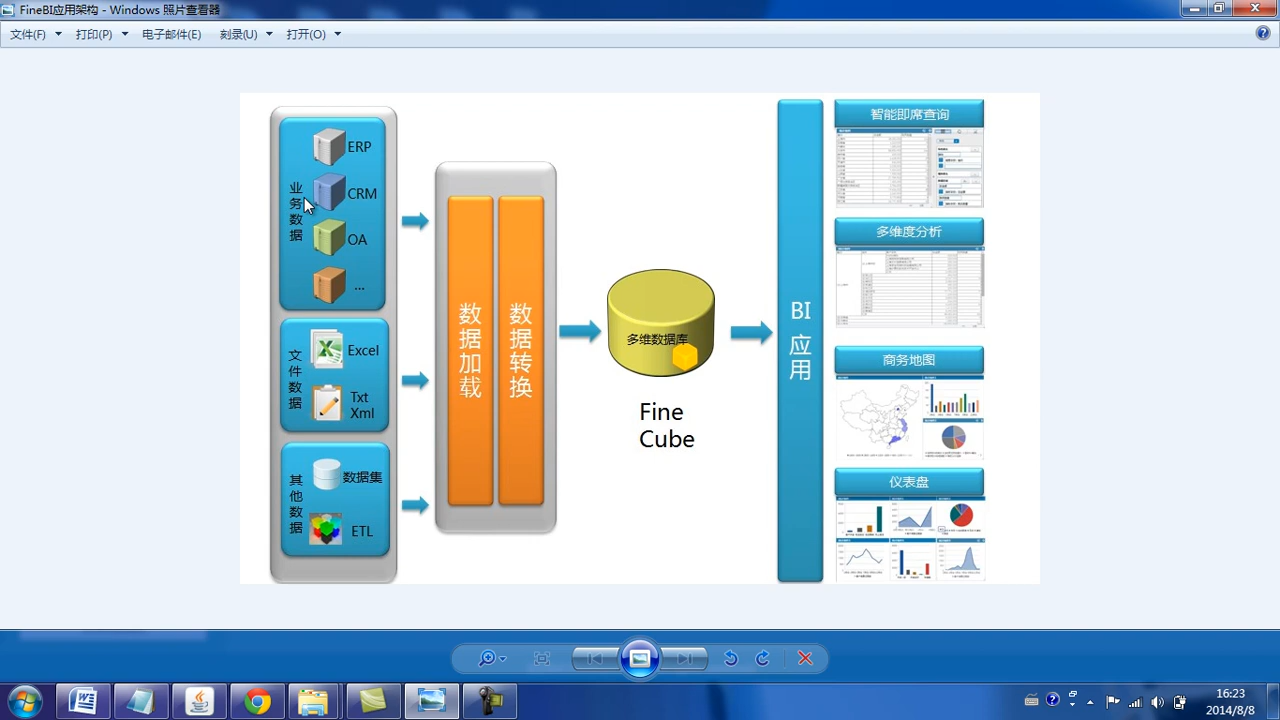 FineBI应用架构 - Windows 照片查看器
文件(F) 打印(P) 电子邮件(E) 刻录(U) 打开(O)
业务数据
ERP
CRM
OA
...
文件数据
Excel
Txt
Xml
其他数据
数据集
ETL
数据加载
数据转换
多维数据库
Fine
Cube
BI应用
智能即席查询
多维度分析
商务地图
仪表盘
16:23
2014/8/8